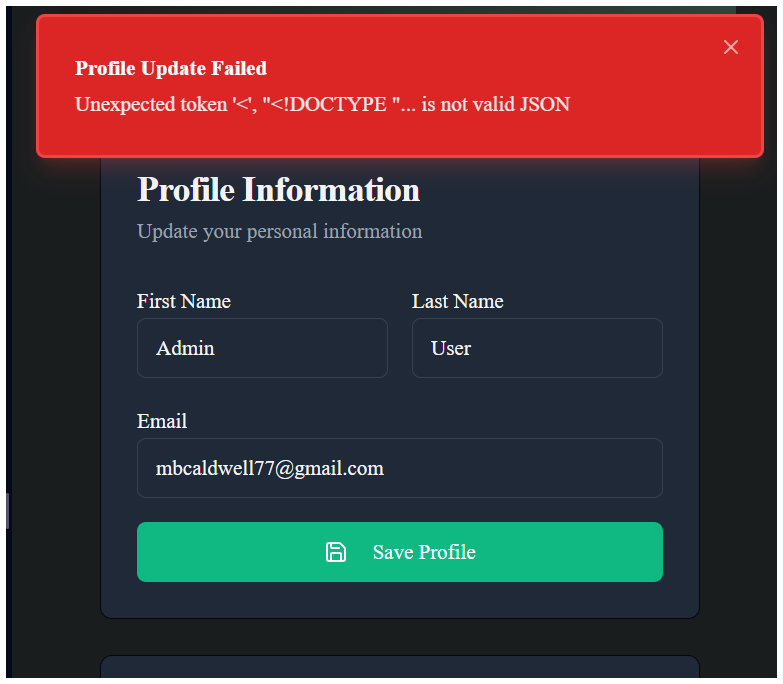 Profile Update Failed
Unexpected token '<', "<!DOCTYPE "... is not valid JSON
Profile Information
Update your personal information
First Name
Last Name
Admin
User
Email
mbcaldwell77@gmail.com
Save Profile